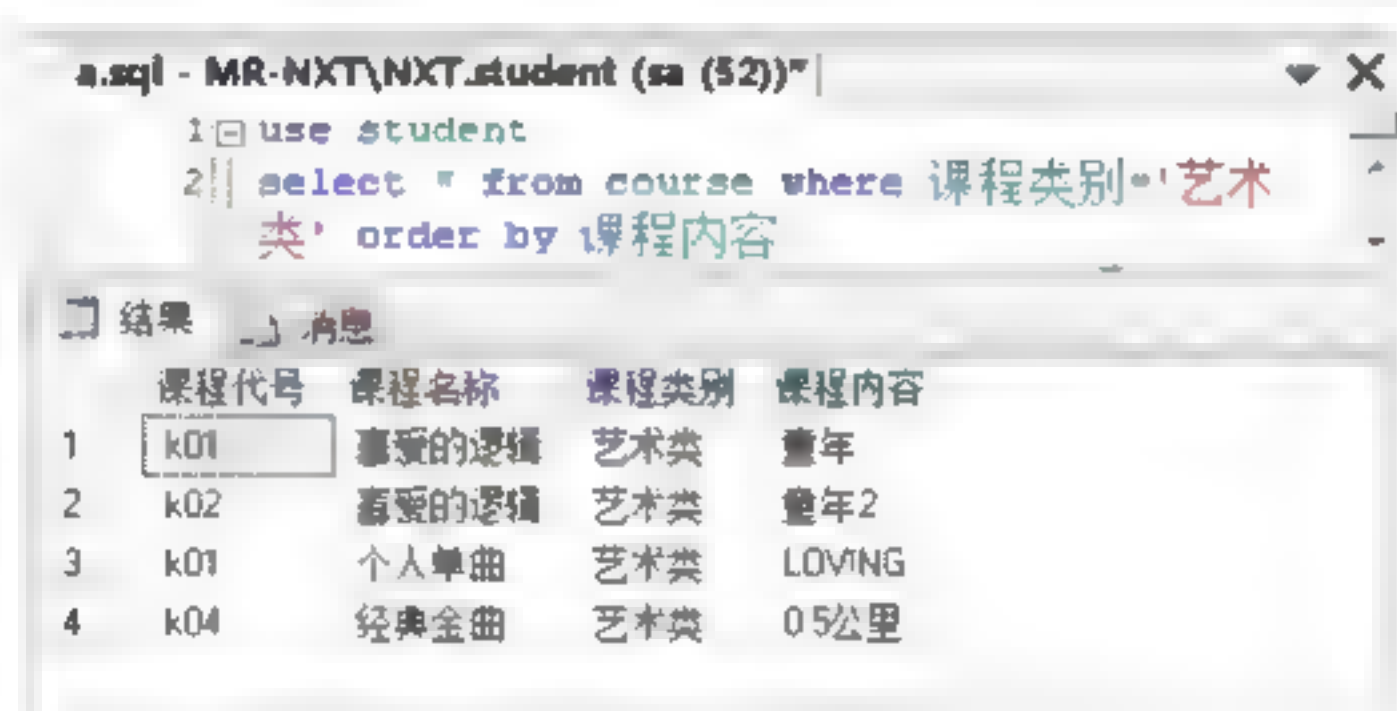 a.sql - MR-NXT\NXT.student (sa (52))*
1 use student
2 select * from course where 课程类别='艺术
类' order by 课程内容
结果 消息
课程代号 课程名称 课程类别 课程内容
1 k01 喜爱的逻辑 艺术类 童年
2 k02 喜爱的逻辑 艺术类 童年2
3 k01 个人单曲 艺术类 LOVING
4 k04 经典金曲 艺术类 0 5公里